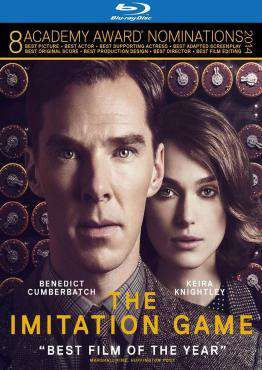 Blu-ray Disc
8 ACADEMY AWARD® NOMINATIONS 2014
BEST PICTURE • BEST ACTOR • BEST SUPPORTING ACTRESS • BEST ADAPTED SCREENPLAY
BEST ORIGINAL SCORE • BEST PRODUCTION DESIGN • BEST DIRECTOR • BEST FILM EDITING
BENEDICT
CUMBERBATCH
KEIRA
KNIGHTLEY
THE
IMITATION GAME
“BEST FILM OF THE YEAR”
MARSHALL FINE, HUFFINGTON POST